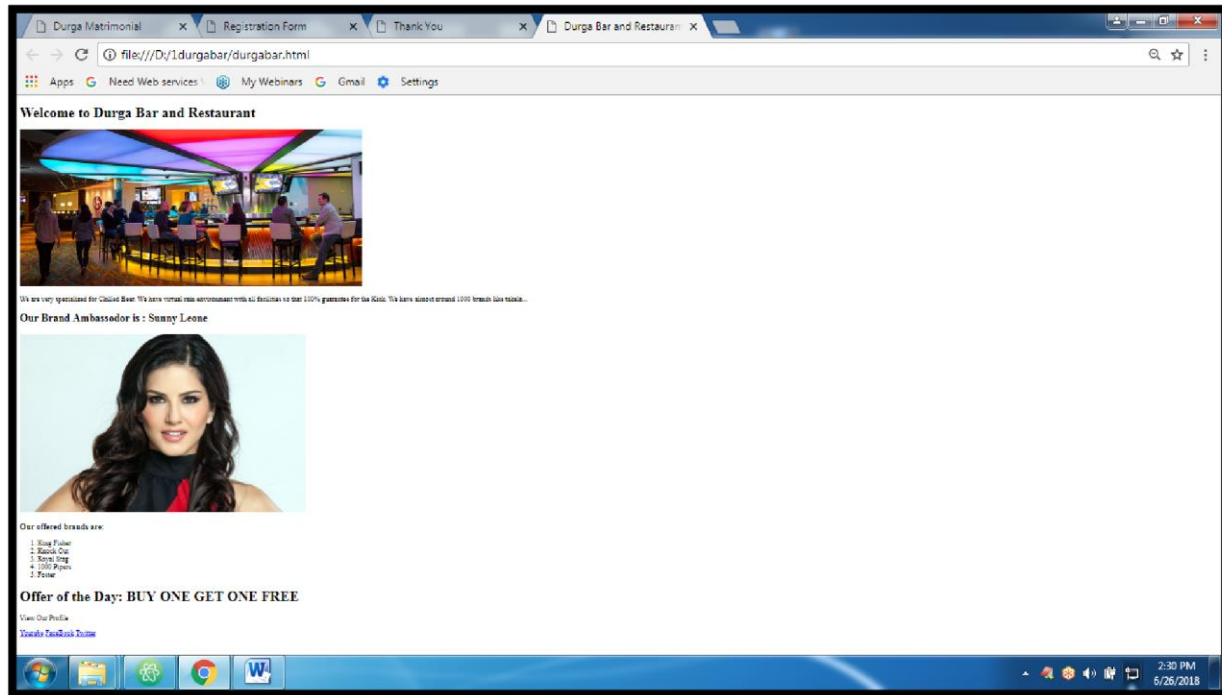 Durga Matrimonial
Registration Form
Thank You
Durga Bar and Restauran
file:///D:/1durgabar/durgabar.html
Apps Need Web services My Webinars Gmail Settings
Welcome to Durga Bar and Restaurant
We are very specialized for Chilled Beer. We have virtual rain environment with all facilities so that 100% guarantee for the Kick. We have almost around 1000 brands like
Our Brand Ambassodor is : Sunny Leone
Our offered brands are:
1. King Fisher
2. Knock Out
3. Royal Stag
4. 1000 Pipers
5. Foster
Offer of the Day: BUY ONE GET ONE FREE
View Our Profile
Youtube FaceBook Twitter
2:30 PM
6/26/2018